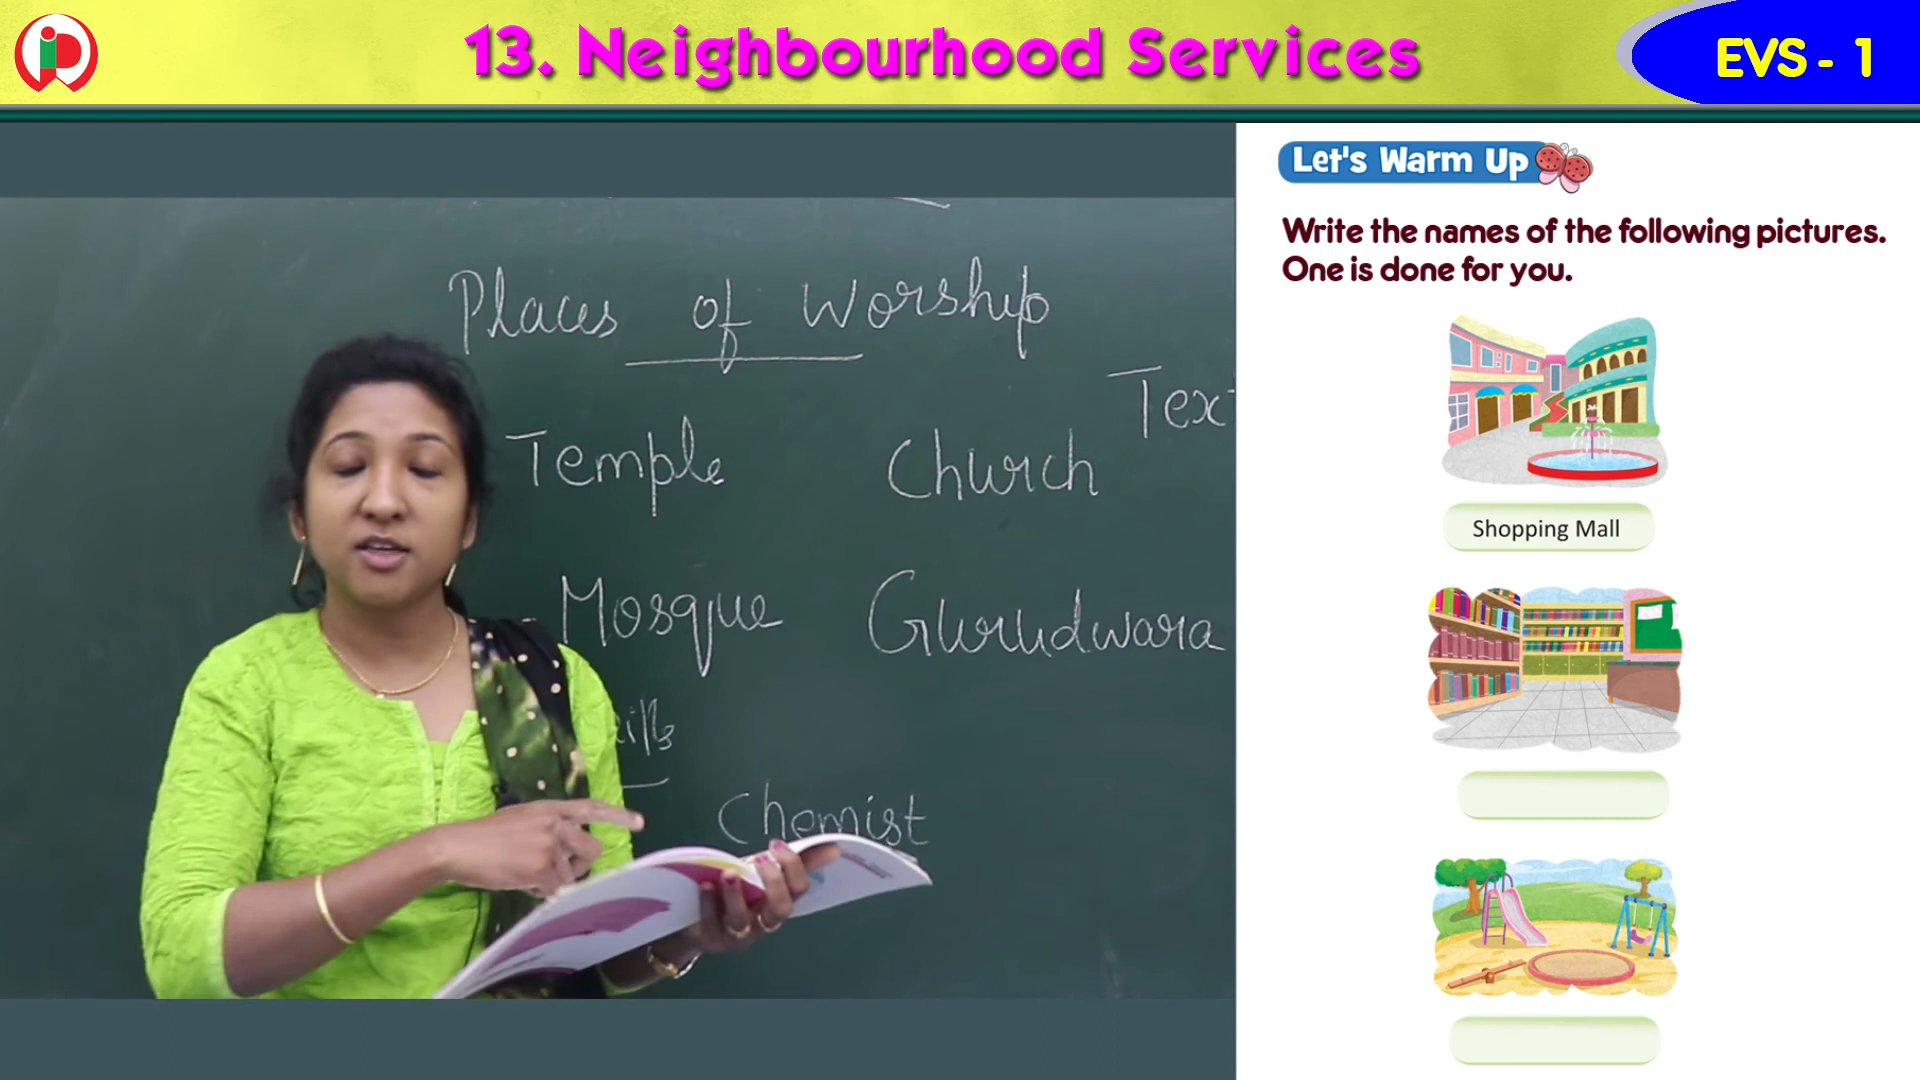 13. Neighbourhood Services
EVS - 1
Places of Worship
Tex
Temple Church
Mosque Gurudwara
Chemist
Let's Warm Up
Write the names of the following pictures.
One is done for you.
Shopping Mall